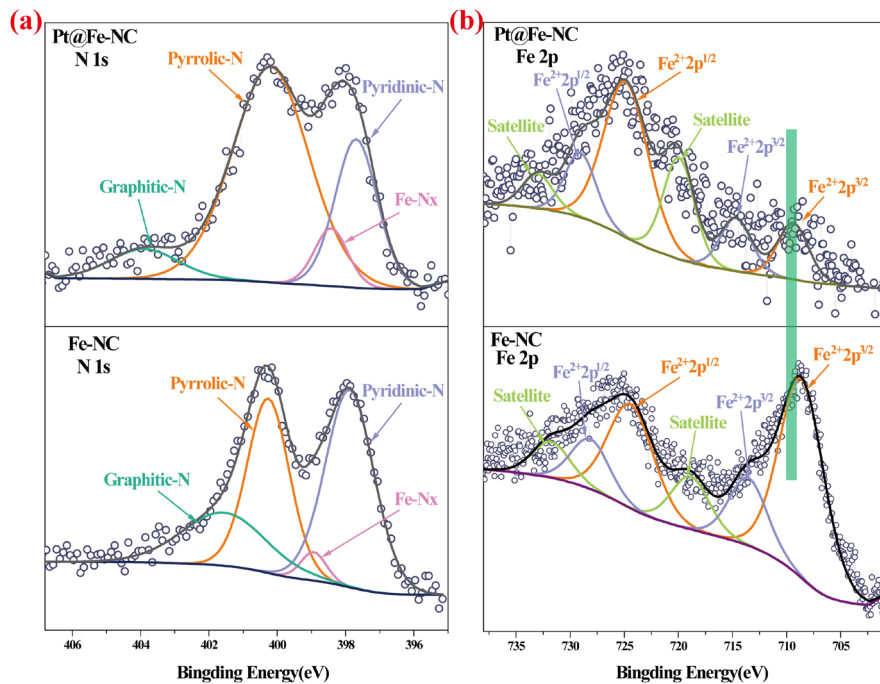 (a)
Pt@Fe-NC
N 1s
Pyrrolic-N
Pyridinic-N
Graphitic-N
Fe-Nx
Fe-NC
N 1s
Pyrrolic-N
Pyridinic-N
Graphitic-N
Fe-Nx
406 404 402 400 398 396
Bingding Energy(eV)
(b)
Pt@Fe-NC
Fe 2p
Fe²⁺2p¹/²
Fe²⁺2p¹/²
Satellite
Satellite
Fe²⁺2p³/²
Fe²⁺2p³/²
Fe-NC
Fe 2p
Fe²⁺2p¹/²
Fe²⁺2p¹/²
Fe²⁺2p³/²
Satellite
Satellite
Fe²⁺2p³/²
735 730 725 720 715 710 705
Bingding Energy(eV)